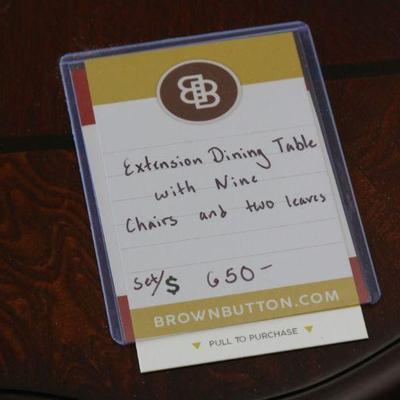 BB
Extension Dining Table
with Nine
Chairs and two leaves
set/$ 650-
BROWNBUTTON.COM
PULL TO PURCHASE